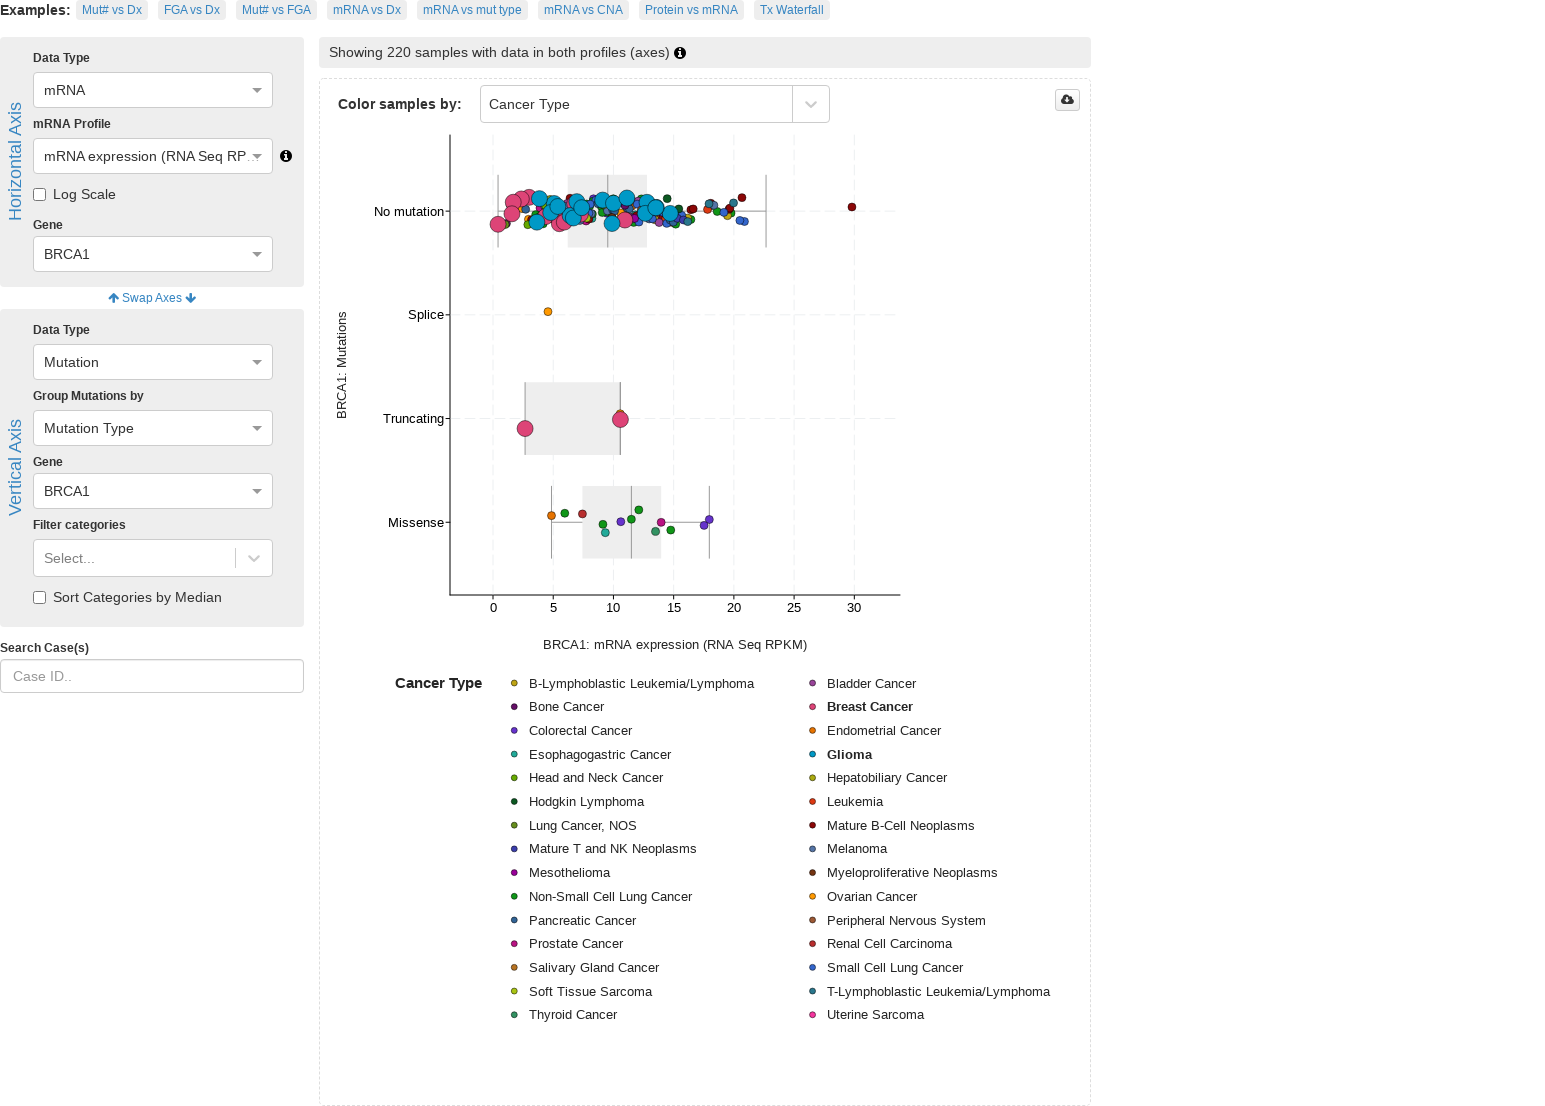 Examples: Mut# vs Dx FGA vs Dx Mut# vs FGA mRNA vs Dx mRNA vs mut type mRNA vs CNA Protein vs mRNA Tx Waterfall
Horizontal Axis
Data Type
mRNA
mRNA Profile
mRNA expression (RNA Seq RP...
Log Scale
Gene
BRCA1
Swap Axes
Vertical Axis
Data Type
Mutation
Group Mutations by
Mutation Type
Gene
BRCA1
Filter categories
Select...
Sort Categories by Median
Search Case(s)
Case ID..
Showing 220 samples with data in both profiles (axes)
Color samples by: Cancer Type
BRCA1: Mutations
No mutation
Splice
Truncating
Missense
0 5 10 15 20 25 30
BRCA1: mRNA expression (RNA Seq RPKM)
Cancer Type
B-Lymphoblastic Leukemia/Lymphoma Bladder Cancer
Bone Cancer Breast Cancer
Colorectal Cancer Endometrial Cancer
Esophagogastric Cancer Glioma
Head and Neck Cancer Hepatobiliary Cancer
Hodgkin Lymphoma Leukemia
Lung Cancer, NOS Mature B-Cell Neoplasms
Mature T and NK Neoplasms Melanoma
Mesothelioma Myeloproliferative Neoplasms
Non-Small Cell Lung Cancer Ovarian Cancer
Pancreatic Cancer Peripheral Nervous System
Prostate Cancer Renal Cell Carcinoma
Salivary Gland Cancer Small Cell Lung Cancer
Soft Tissue Sarcoma T-Lymphoblastic Leukemia/Lymphoma
Thyroid Cancer Uterine Sarcoma